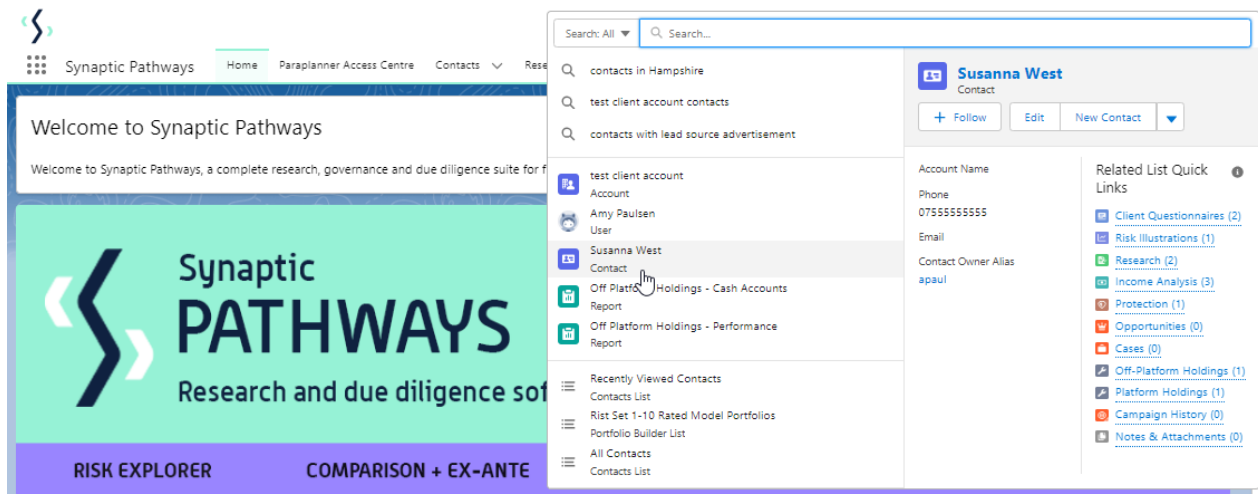 Search: All
Search...
Synaptic Pathways
Home
Paraplanner Access Centre
Contacts
Rese
Welcome to Synaptic Pathways
Welcome to Synaptic Pathways, a complete research, governance and due diligence suite for f
Synaptic
PATHWAYS
Research and due diligence sof
RISK EXPLORER
COMPARISON + EX-ANTE
contacts in Hampshire
test client account contacts
contacts with lead source advertisement
test client account
Account
Amy Paulsen
User
Susanna West
Contact
Off Platfo Holdings - Cash Accounts
Report
Off Platform Holdings - Performance
Report
Recently Viewed Contacts
Contacts List
Rist Set 1-10 Rated Model Portfolios
Portfolio Builder List
All Contacts
Contacts List
Susanna West
Contact
+ Follow
Edit
New Contact
Account Name
Phone
07555555555
Email
Contact Owner Alias
apaul
Related List Quick
Links
Client Questionnaires (2)
Risk Illustrations (1)
Research (2)
Income Analysis (3)
Protection (1)
Opportunities (0)
Cases (0)
Off-Platform Holdings (1)
Platform Holdings (1)
Campaign History (0)
Notes & Attachments (0)